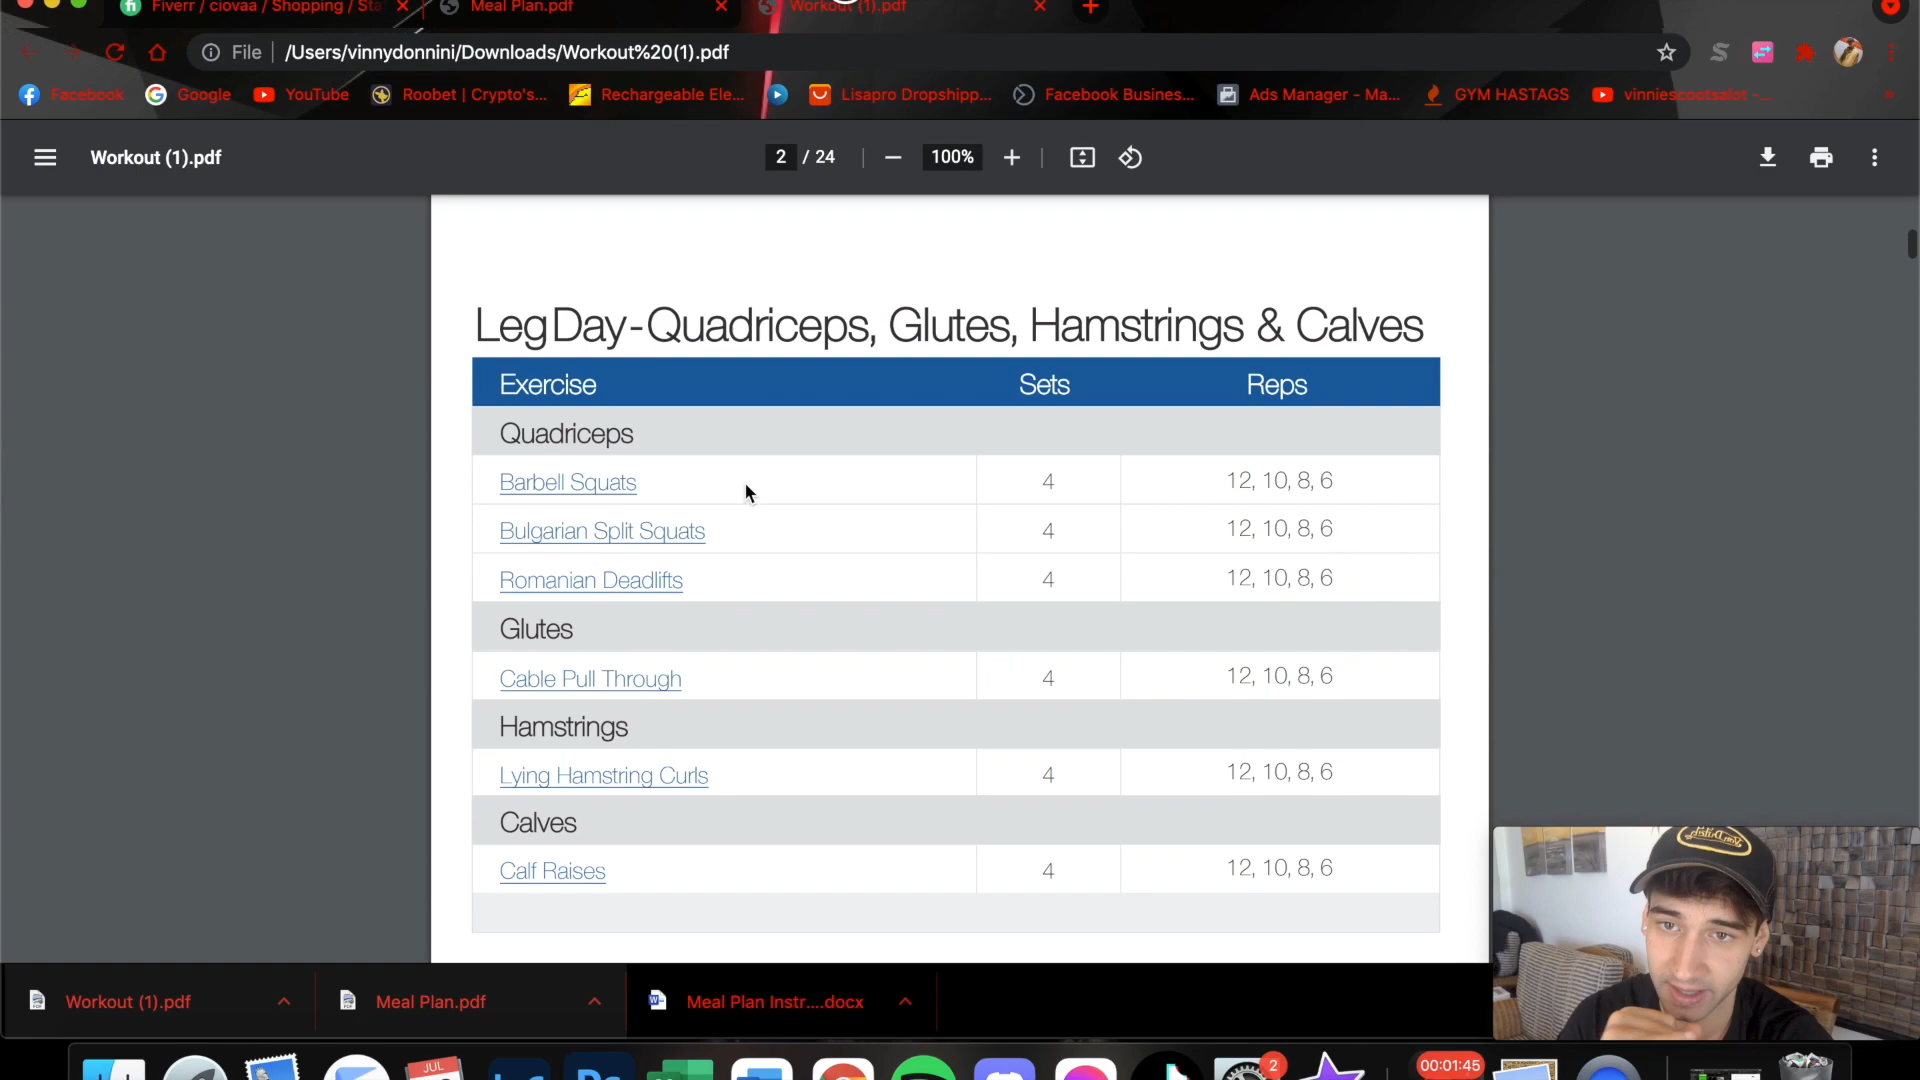 Fiverr / ciovaa / Shopping / Sta
Meal Plan.pdf
Workout (1).pdf
File
/Users/vinnydonnini/Downloads/Workout%20(1).pdf
Facebook
Google
YouTube
Roobet | Crypto's...
Rechargeable Ele...
Lisapro Dropshipp...
Facebook Busines...
Ads Manager - Ma...
GYM HASTAGS
vinniescootsalot -...
Workout (1).pdf
2 / 24
100%
Leg Day - Quadriceps, Glutes, Hamstrings & Calves
Exercise Sets Reps
Quadriceps
Barbell Squats 4 12, 10, 8, 6
Bulgarian Split Squats 4 12, 10, 8, 6
Romanian Deadlifts 4 12, 10, 8, 6
Glutes
Cable Pull Through 4 12, 10, 8, 6
Hamstrings
Lying Hamstring Curls 4 12, 10, 8, 6
Calves
Calf Raises 4 12, 10, 8, 6
Workout (1).pdf
Meal Plan.pdf
Meal Plan Instr....docx
JUL
2
00:01:45